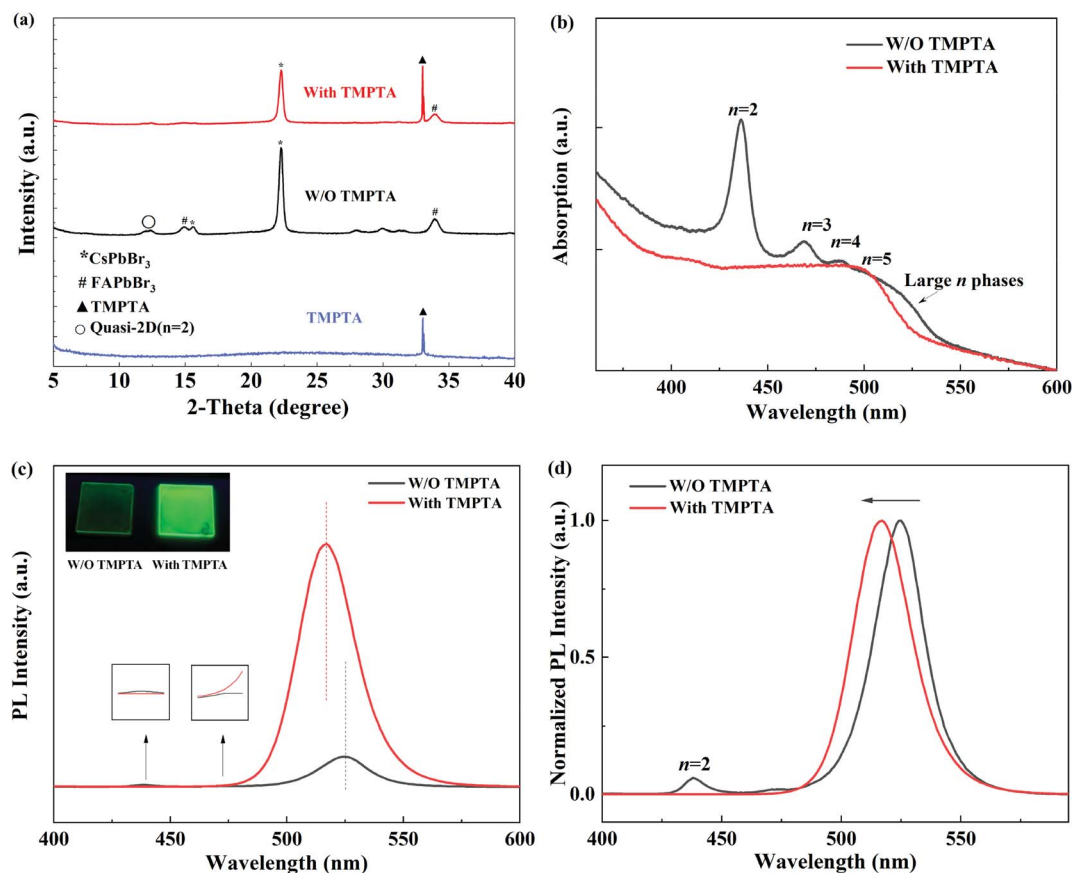 (a)
Intensity (a.u.)
*
▲
With TMPTA
#
*
W/O TMPTA
○
#
*
#
*CsPbBr3
# FAPbBr3
▲TMPTA
○ Quasi-2D(n=2)
TMPTA
▲
5 10 15 20 25 30 35 40
2-Theta (degree)
(b)
Absorption (a.u.)
W/O TMPTA
With TMPTA
n=2
n=3
n=4
n=5
Large n phases
400 450 500 550 600
Wavelength (nm)
(c)
PL Intensity (a.u.)
W/O TMPTA
With TMPTA
W/O TMPTA With TMPTA
400 450 500 550 600
Wavelength (nm)
(d)
Normalized PL Intensity (a.u.)
W/O TMPTA
With TMPTA
1.0
0.5
0.0
n=2
400 450 500 550
Wavelength (nm)